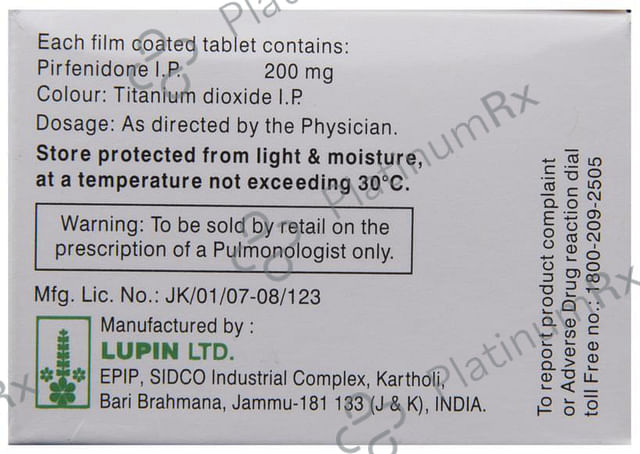 Each film coated tablet contains:
Pirfenidone I.P. 200 mg
Colour: Titanium dioxide I.P.
Dosage: As directed by the Physician.
Store protected from light & moisture,
at a temperature not exceeding 30°C.
Warning: To be sold by retail on the
prescription of a Pulmonologist only.
Mfg. Lic. No.: JK/01/07-08/123
Manufactured by :
LUPIN LTD.
EPIP, SIDCO Industrial Complex, Kartholi,
Bari Brahmana, Jammu-181 133 (J & K), INDIA.
To report product complaint
or Adverse Drug reaction dial
toll Free no.: 1800-209-2505
PlatinumRx
PlatinumRx
PlatinumRx
Rx